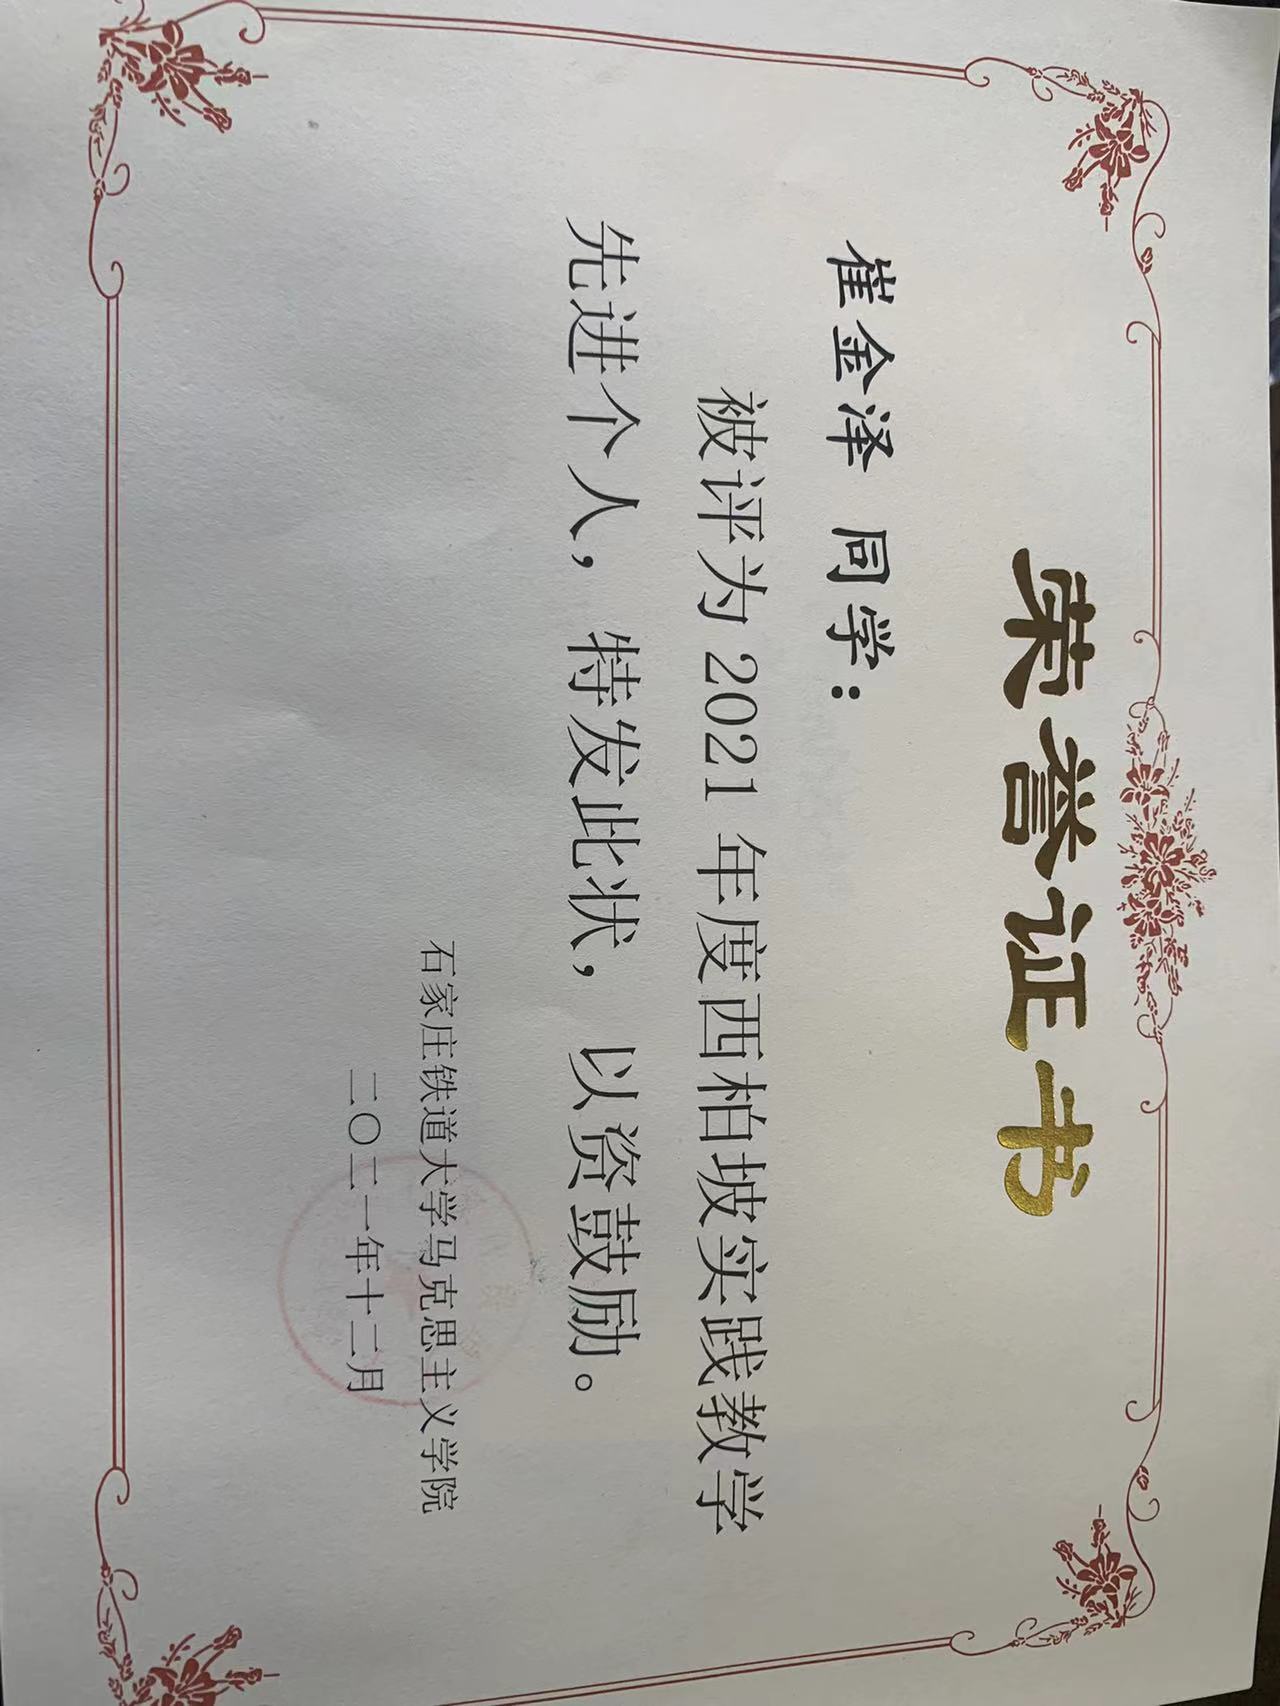 荣誉证书
崔金泽 同学：
被评为 2021 年度西柏坡实践教学
先进个人，特发此状，以资鼓励。
石家庄铁道大学马克思主义学院
二〇二一年十二月